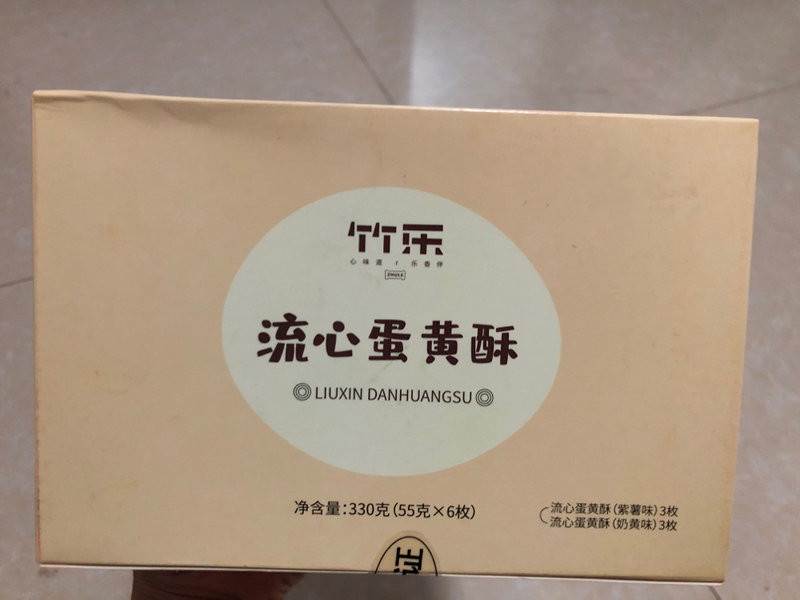 竹乐
心味道，乐香伴
ZHULE
流心蛋黄酥
LIUXIN DANHUANGSU
净含量:330克(55克×6枚)
流心蛋黄酥(紫薯味)3枚
流心蛋黄酥(奶黄味)3枚
证